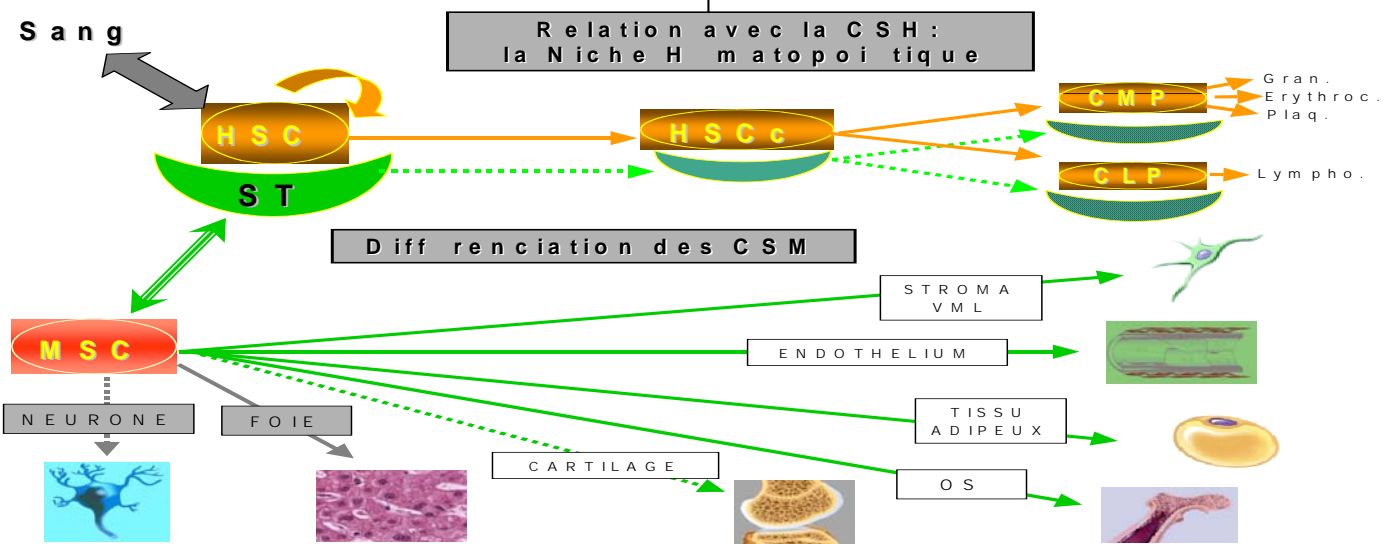 Sang
Relation avec la CSH:
la Niche H matopoi tique
HSC
ST
HSCc
CMP
Gran.
Erythroc.
Plaq.
CLP
Lympho.
Diff renciation des CSM
MSC
STROMA
VML
ENDOTHELIUM
TISSU
ADIPEUX
OS
CARTILAGE
FOIE
NEURONE